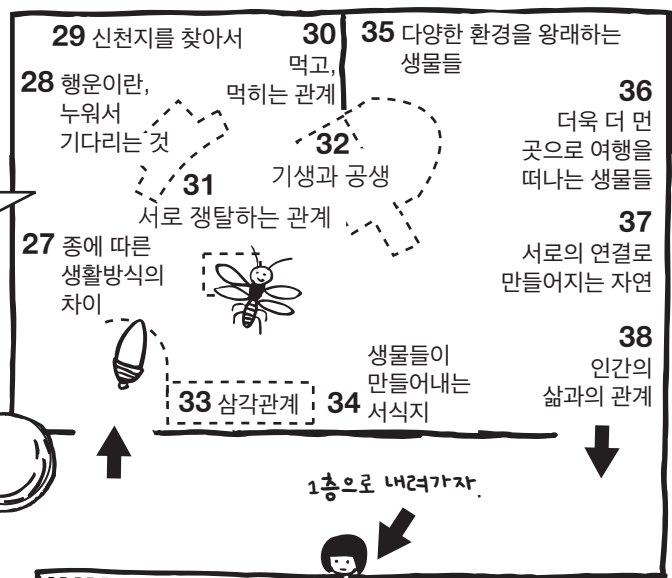 29 신천지를 찾아서
28 행운이란,
누워서
기다리는 것
27 종에 따른
생활방식의
차이
30
먹고,
먹히는 관계
31
서로 쟁탈하는 관계
32
기생과 공생
33 삼각관계
34 생물들이
만들어내는
서식지
35 다양한 환경을 왕래하는
생물들
36
더욱 더 먼
곳으로 여행을
떠나는 생물들
37
서로의 연결로
만들어지는 자연
38
인간의
삶과의 관계
1층으로 내려가자.